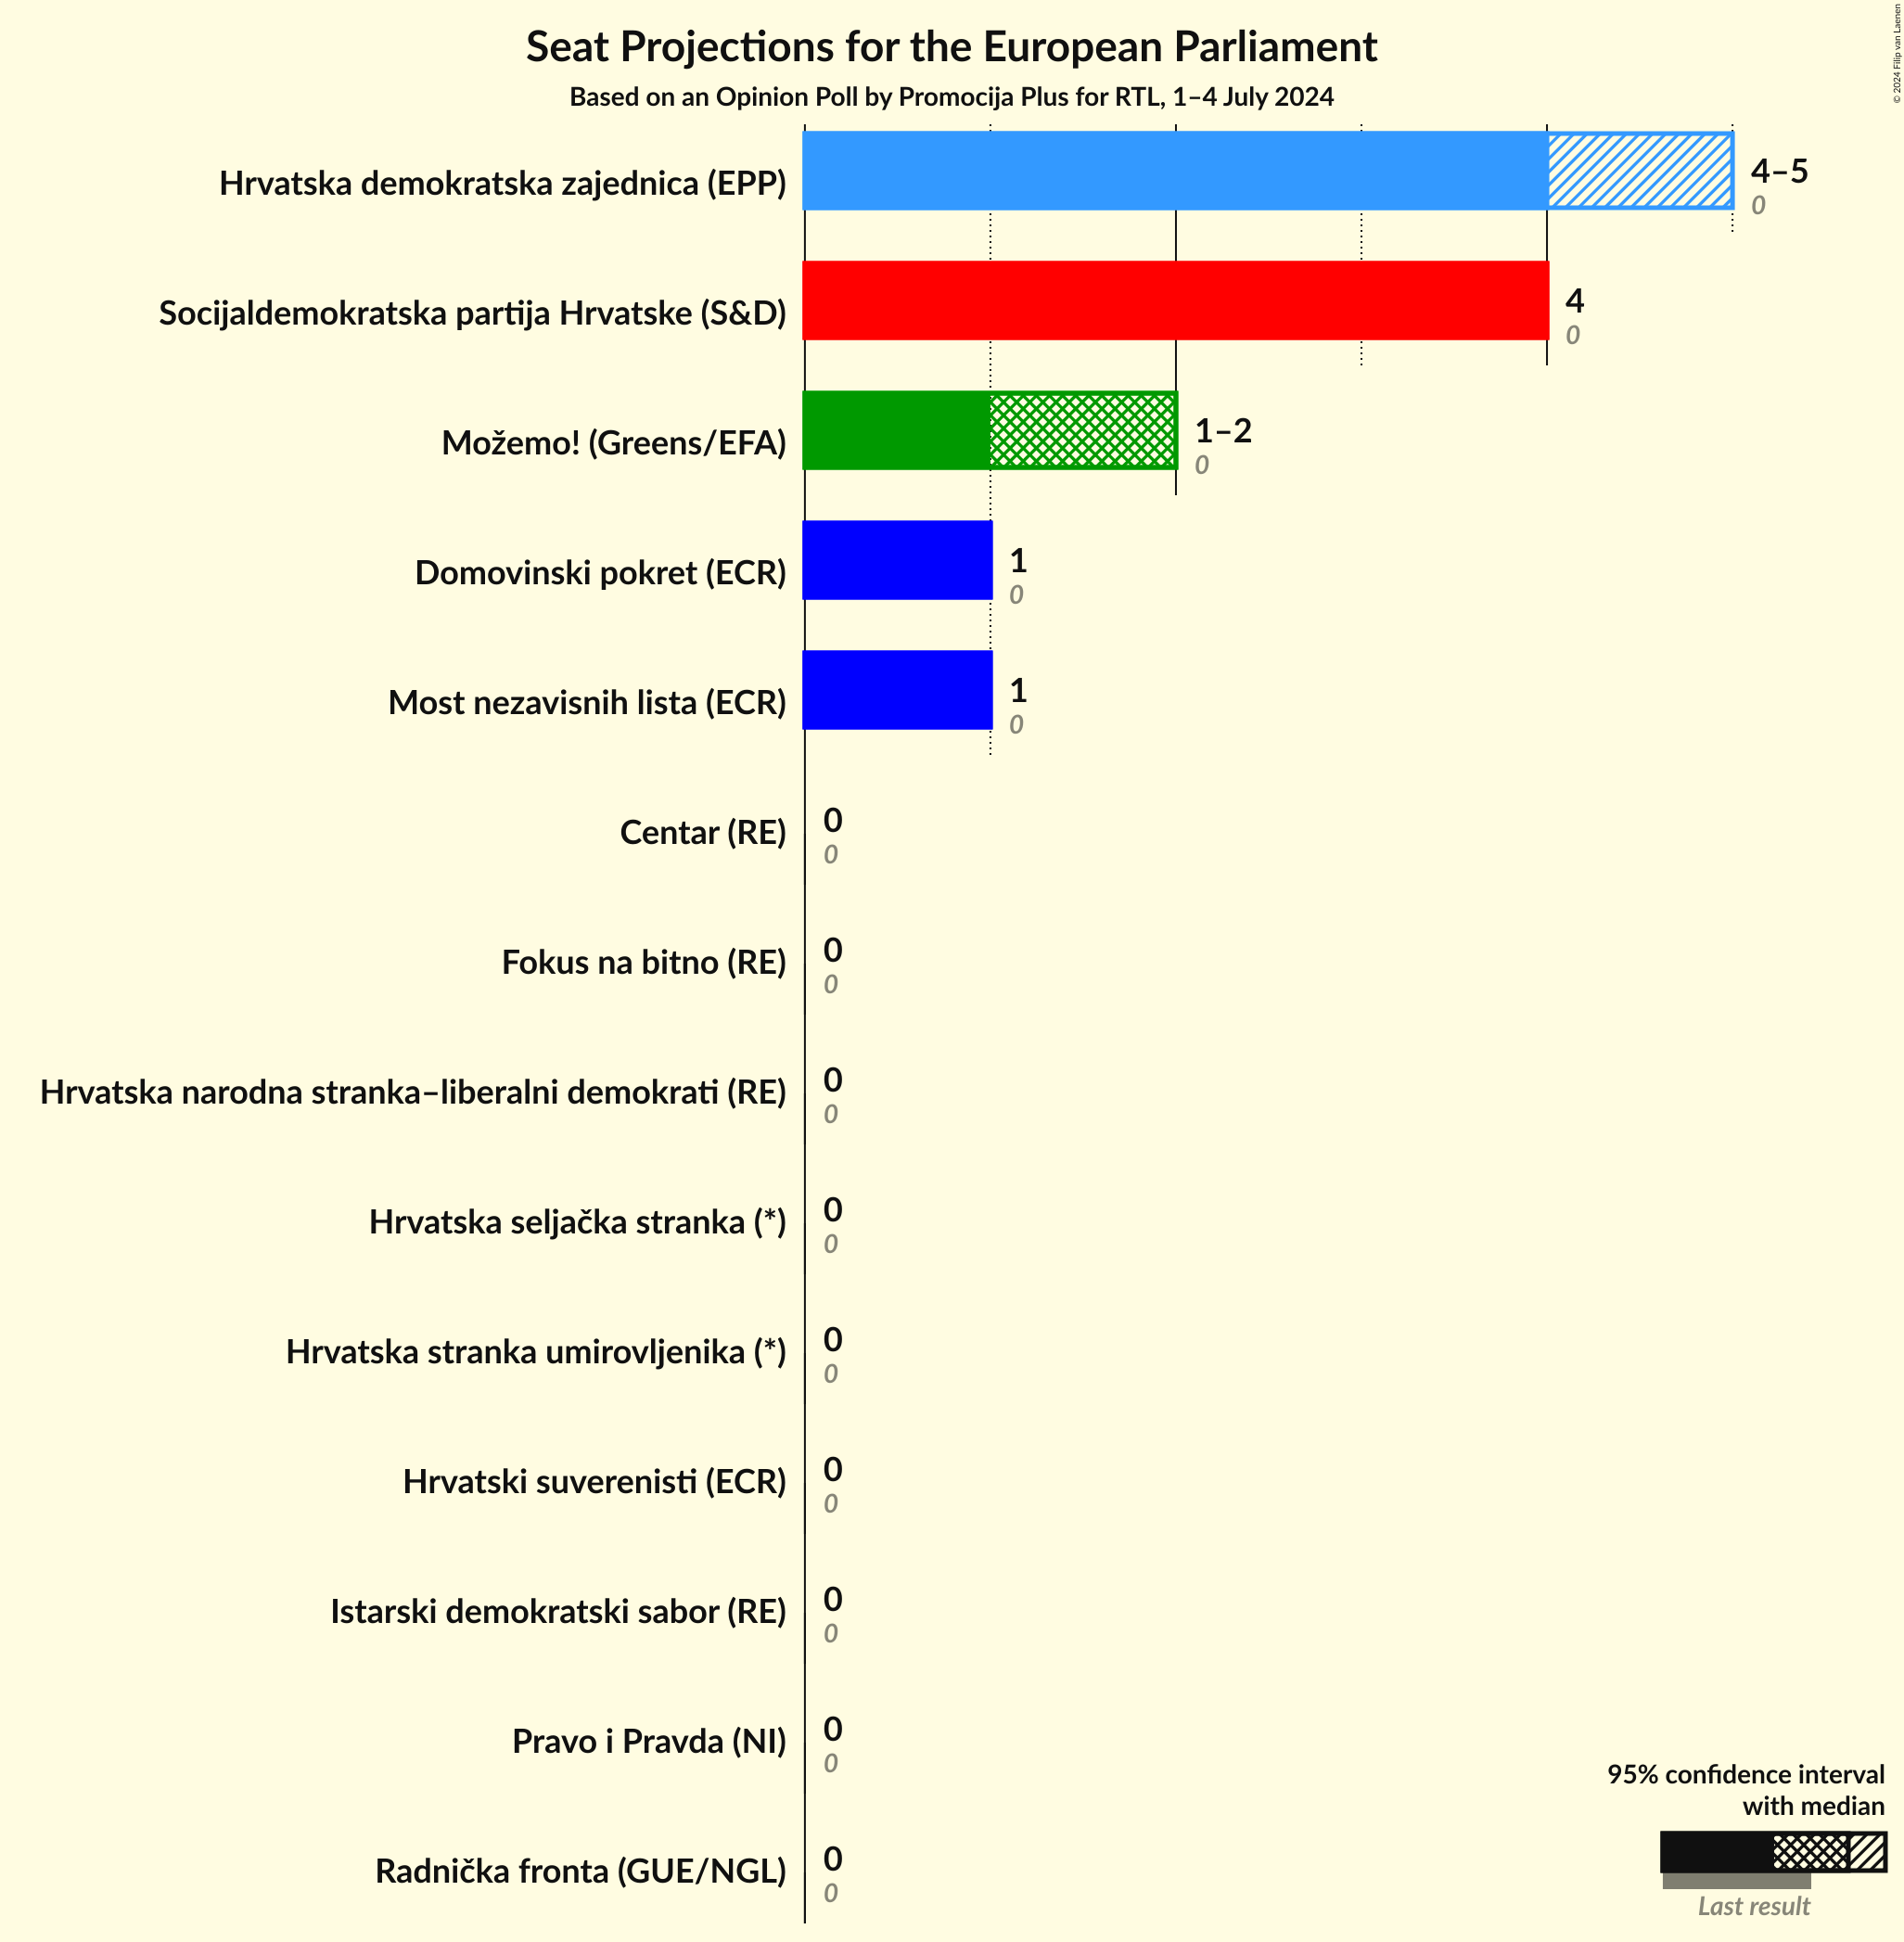 Seat Projections for the European Parliament
Based on an Opinion Poll by Promocija Plus for RTL, 1–4 July 2024
© 2024 Filip van Laenen
Hrvatska demokratska zajednica (EPP)
4–5
0
Socijaldemokratska partija Hrvatske (S&D)
4
0
Možemo! (Greens/EFA)
1–2
0
Domovinski pokret (ECR)
1
0
Most nezavisnih lista (ECR)
1
0
Centar (RE)
0
0
Fokus na bitno (RE)
0
0
Hrvatska narodna stranka–liberalni demokrati (RE)
0
0
Hrvatska seljačka stranka (*)
0
0
Hrvatska stranka umirovljenika (*)
0
0
Hrvatski suverenisti (ECR)
0
0
Istarski demokratski sabor (RE)
0
0
Pravo i Pravda (NI)
0
0
Radnička fronta (GUE/NGL)
0
0
95% confidence interval
with median
Last result